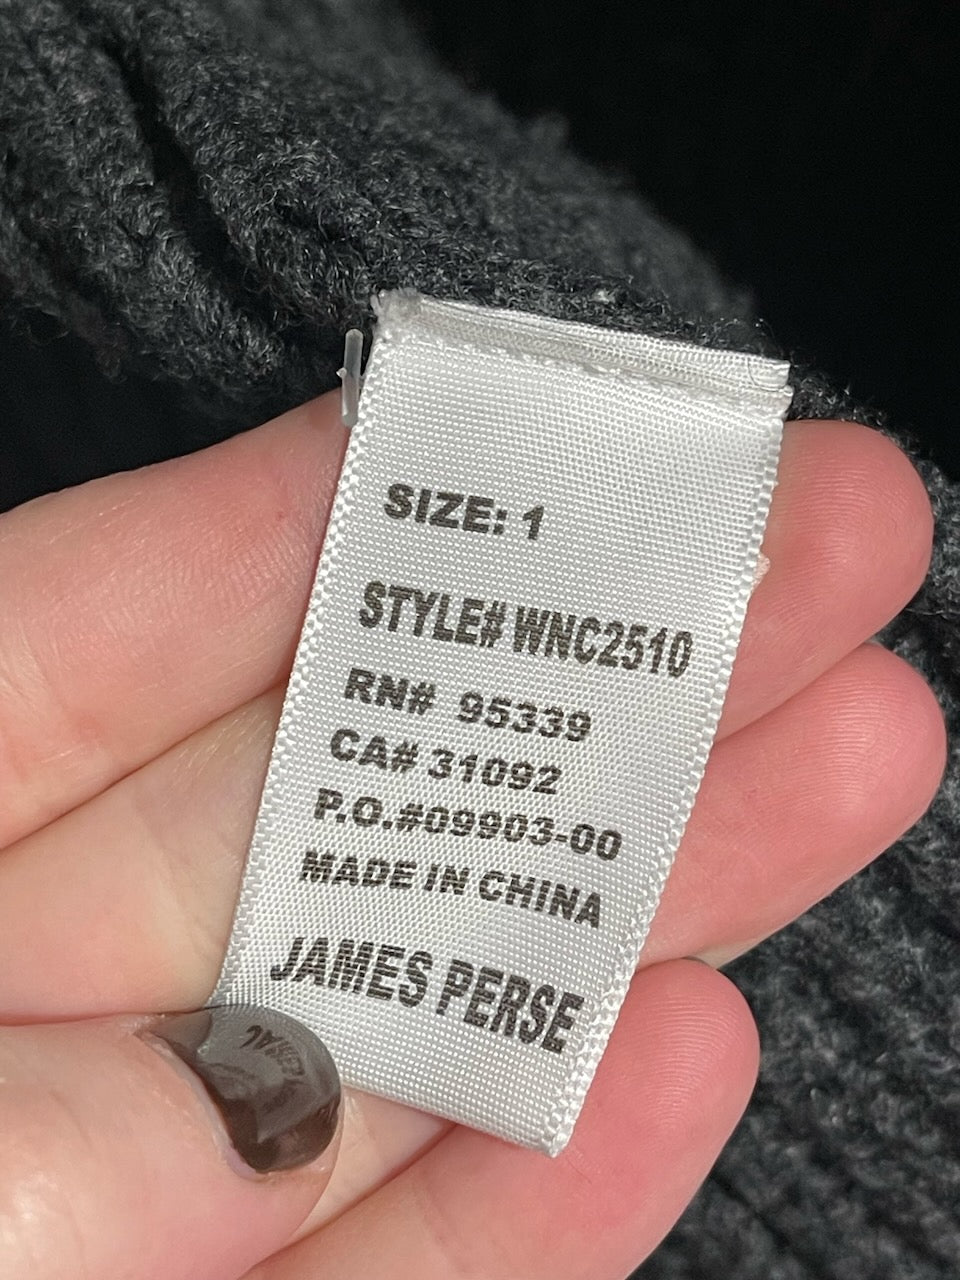 SIZE: 1
STYLE# WNC2510
RN# 95339
CA# 31092
P.O.#09903-00
MADE IN CHINA
JAMES PERSE